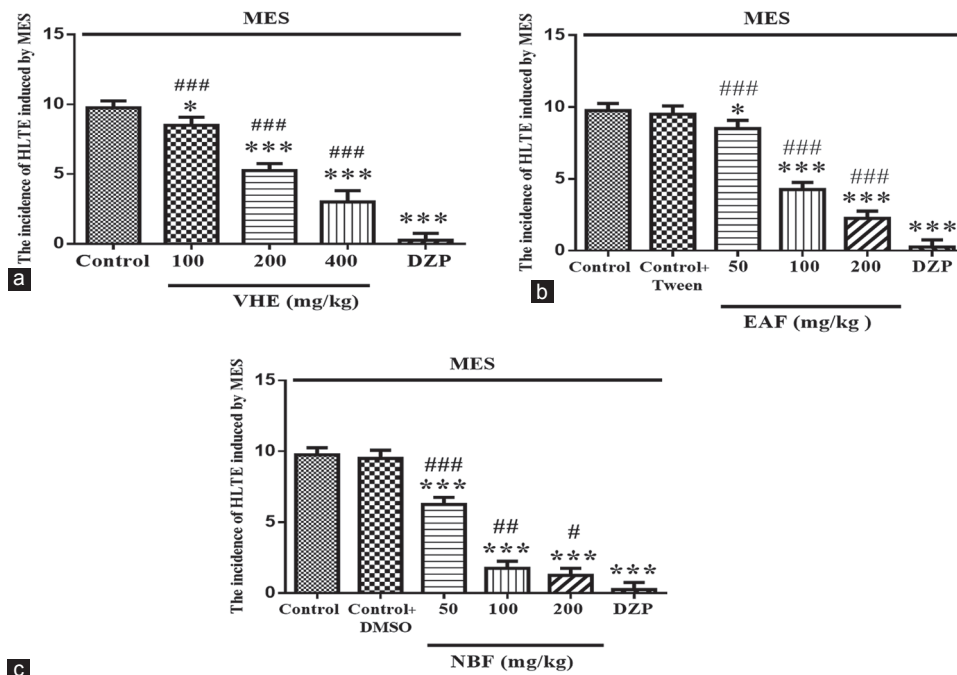 MES
The incidence of HLTE induced by MES
15
10
5
0
###
*
###
***
###
***
***
Control 100 200 400 DZP
VHE (mg/kg)
a
MES
The incidence of HLTE induced by MES
15
10
5
0
###
*
###
***
###
***
***
Control Control+ 50 100 200 DZP
Tween
EAF (mg/kg )
b
MES
The incidence of HLTE induced by MES
15
10
5
0
###
***
##
***
#
***
***
Control Control+ 50 100 200 DZP
DMSO
NBF (mg/kg)
c